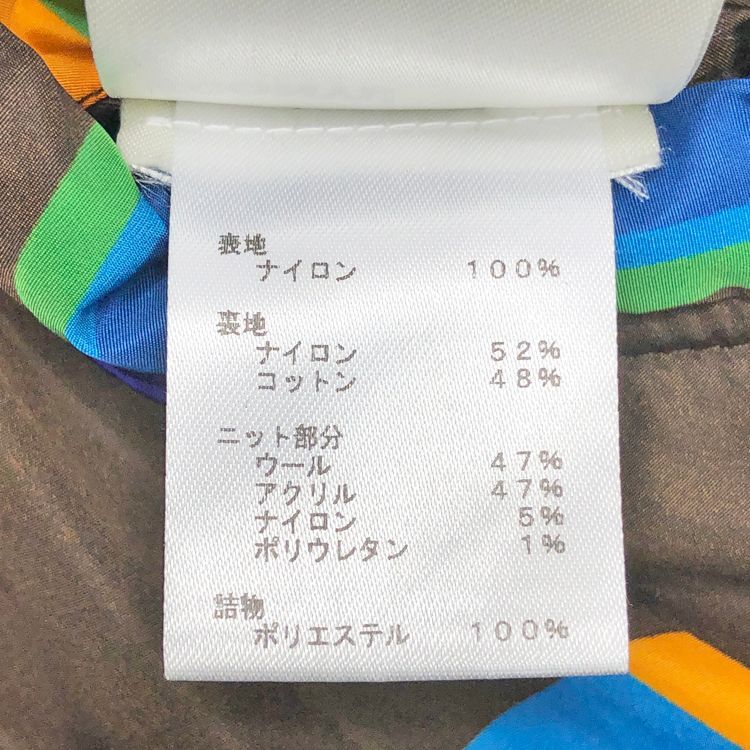 表地
ナイロン 100%
裏地
ナイロン 52%
コットン 48%
ニット部分
ウール 47%
アクリル 47%
ナイロン 5%
ポリウレタン 1%
詰物
ポリエステル 100%